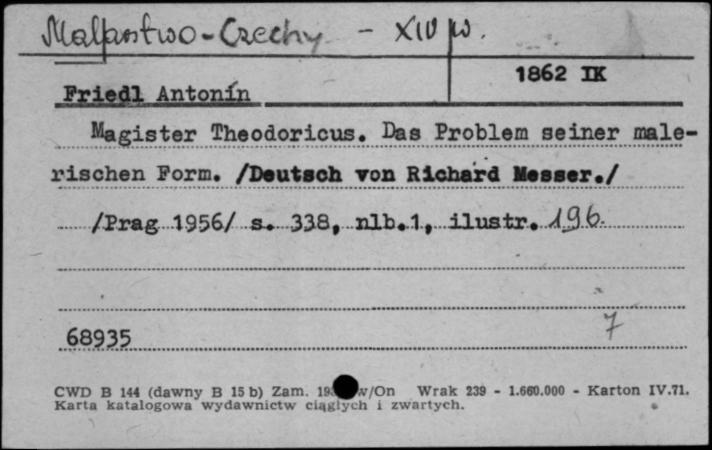 Malarstwo - Czechy - XIV w.
1862 IK
Friedl Antonín
Magister Theodoricus. Das Problem seiner male-
rischen Form. /Deutsch von Richard Messer./
/Prag 1956/ s. 338, nlb.1, ilustr. 196.
68935
7
CWD B 144 (dawny B 15 b) Zam. w/On Wrak 239 - 1.660.000 - Karton IV.71.
Karta katalogowa wydawnictw ciągłych i zwartych.